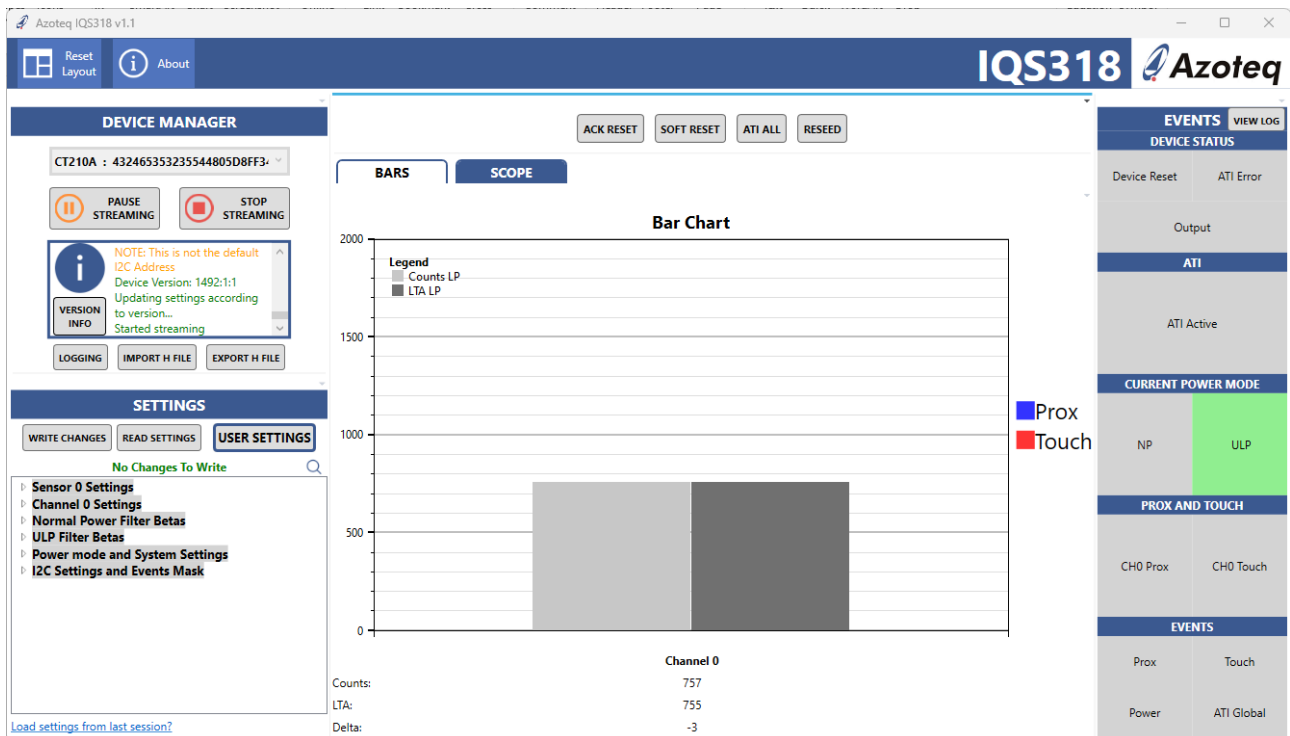 Azoteq IQS318 v1.1
Reset
Layout
About
IQS318
Azoteq
DEVICE MANAGER
CT210A : 432465353235544805D8FF34
PAUSE
STREAMING
STOP
STREAMING
NOTE: This is not the default
I2C Address
Device Version: 1492:1:1
Updating settings according
to version...
Started streaming
VERSION
INFO
LOGGING
IMPORT H FILE
EXPORT H FILE
SETTINGS
WRITE CHANGES
READ SETTINGS
USER SETTINGS
No Changes To Write
Sensor 0 Settings
Channel 0 Settings
Normal Power Filter Betas
ULP Filter Betas
Power mode and System Settings
I2C Settings and Events Mask
Load settings from last session?
ACK RESET
SOFT RESET
ATI ALL
RESEED
BARS
SCOPE
Bar Chart
2000
1500
1000
500
0
Legend
Counts LP
LTA LP
Prox
Touch
Channel 0
Counts: 757
LTA: 755
Delta: -3
EVENTS
VIEW LOG
DEVICE STATUS
Device Reset
ATI Error
Output
ATI
ATI Active
CURRENT POWER MODE
NP
ULP
PROX AND TOUCH
CH0 Prox
CH0 Touch
EVENTS
Prox
Touch
Power
ATI Global